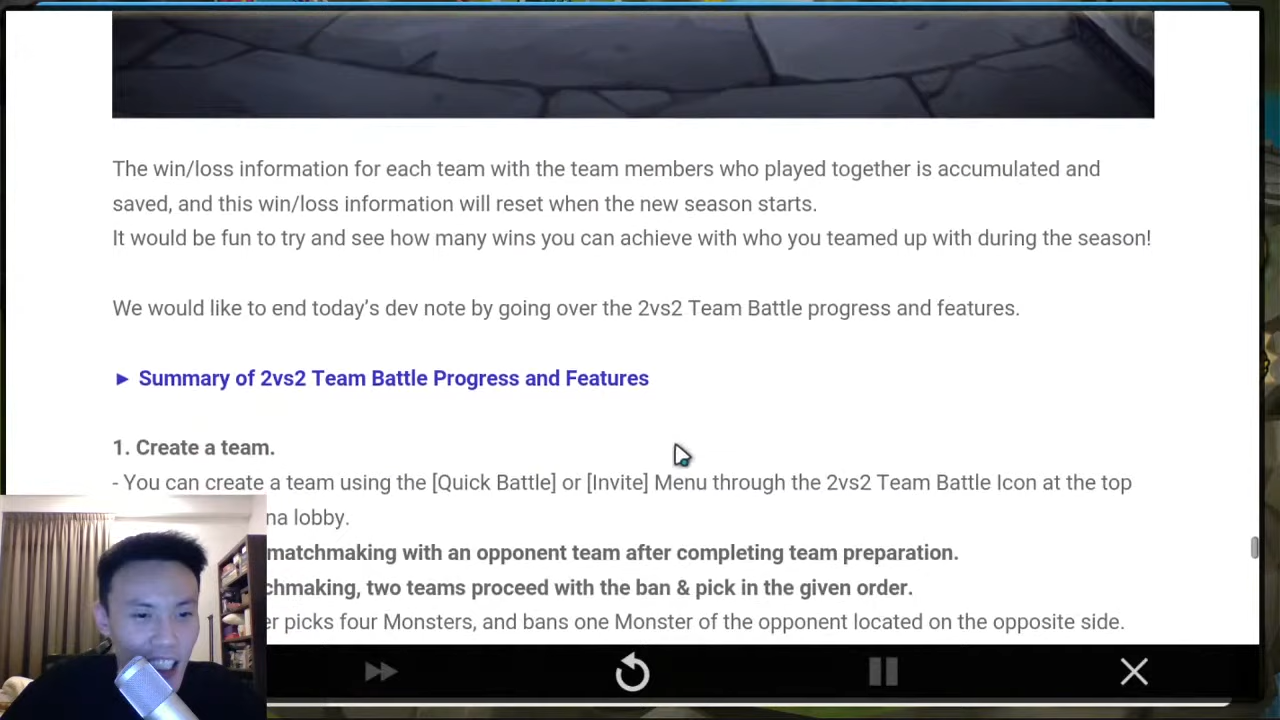 The win/loss information for each team with the team members who played together is accumulated and
saved, and this win/loss information will reset when the new season starts.
It would be fun to try and see how many wins you can achieve with who you teamed up with during the season!
We would like to end today's dev note by going over the 2vs2 Team Battle progress and features.
► Summary of 2vs2 Team Battle Progress and Features
1. Create a team.
- You can create a team using the [Quick Battle] or [Invite] Menu through the 2vs2 Team Battle Icon at the top
na lobby.
matchmaking with an opponent team after completing team preparation.
chmaking, two teams proceed with the ban & pick in the given order.
er picks four Monsters, and bans one Monster of the opponent located on the opposite side.